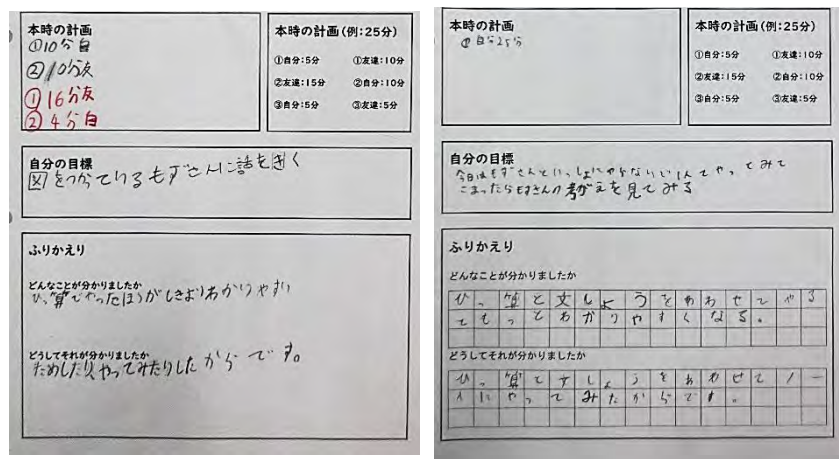 本時の計画
①10分自
②10分友
①16分友
②4分自
本時の計画(例:25分)
①自分:5分 ①友達:10分
②友達:15分 ②自分:10分
③自分:5分 ③友達:5分
自分の目標
図をつかているもずさんに話を聞く
ふりかえり
どんなことが分かりましたか
ひっ算でやったほうがしきよりわかりやすい
どうしてそれが分かりましたか
ためしたり、やってみたりしたからです。
本時の計画
①自分25分
本時の計画(例:25分)
①自分:5分 ①友達:10分
②友達:15分 ②自分:10分
③自分:5分 ③友達:5分
自分の目標
今日はもずさんといっしょにやらないで1人でやってみて
こまったらもずさんの考がえを見てみる
ふりかえり
どんなことが分かりましたか
ひっ算と文しょうをあわせてやる
ともっとわかりやすくなる。
どうしてそれが分かりましたか
ひっ算と文しょうをあわせて
にやってみたからです。